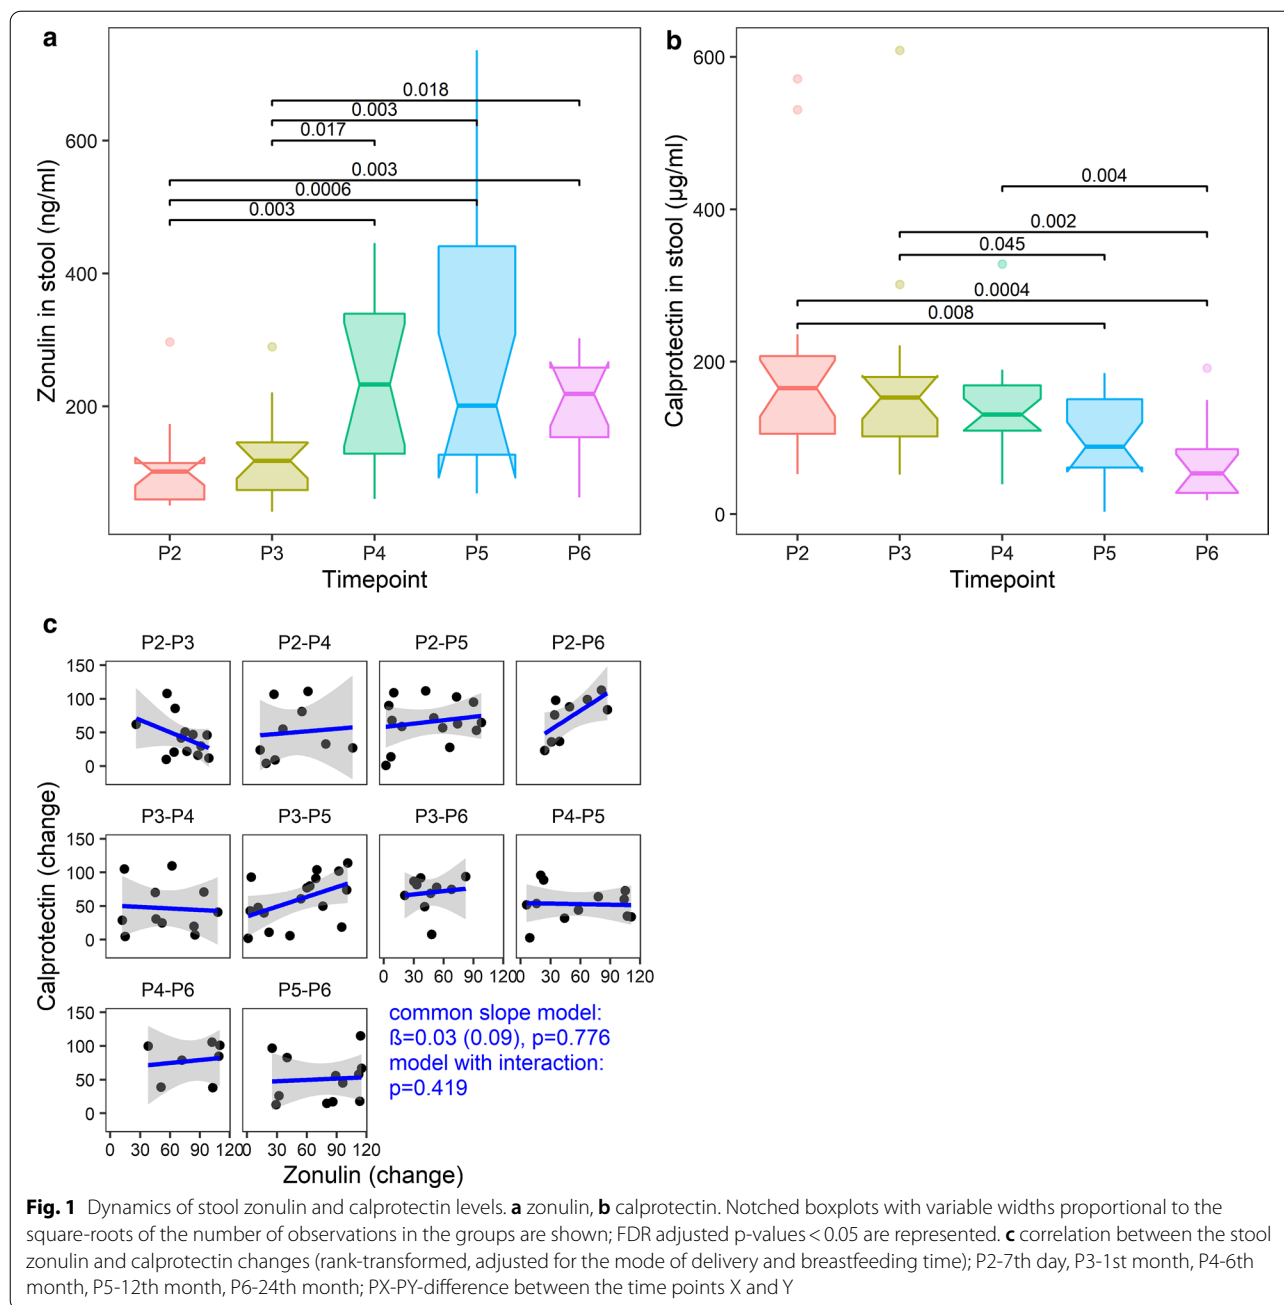 a
Zonulin in stool (ng/ml)
600
400
200
0.018
0.003
0.017
0.003
0.0006
0.003
P2 P3 P4 P5 P6
Timepoint
b
Calprotectin in stool (µg/ml)
600
400
200
0
0.004
0.002
0.045
0.0004
0.008
P2 P3 P4 P5 P6
Timepoint
c
Calprotectin (change)
P2-P3 P2-P4 P2-P5 P2-P6
150
100
50
0
P3-P4 P3-P5 P3-P6 P4-P5
150
100
50
0
0 30 60 90 120 0 30 60 90 120
P4-P6 P5-P6
150
100
50
0
0 30 60 90 120 0 30 60 90 120
Zonulin (change)
common slope model:
ß=0.03 (0.09), p=0.776
model with interaction:
p=0.419
Fig. 1 Dynamics of stool zonulin and calprotectin levels. a zonulin, b calprotectin. Notched boxplots with variable widths proportional to the
square-roots of the number of observations in the groups are shown; FDR adjusted p-values < 0.05 are represented. c correlation between the stool
zonulin and calprotectin changes (rank-transformed, adjusted for the mode of delivery and breastfeeding time); P2-7th day, P3-1st month, P4-6th
month, P5-12th month, P6-24th month; PX-PY-difference between the time points X and Y